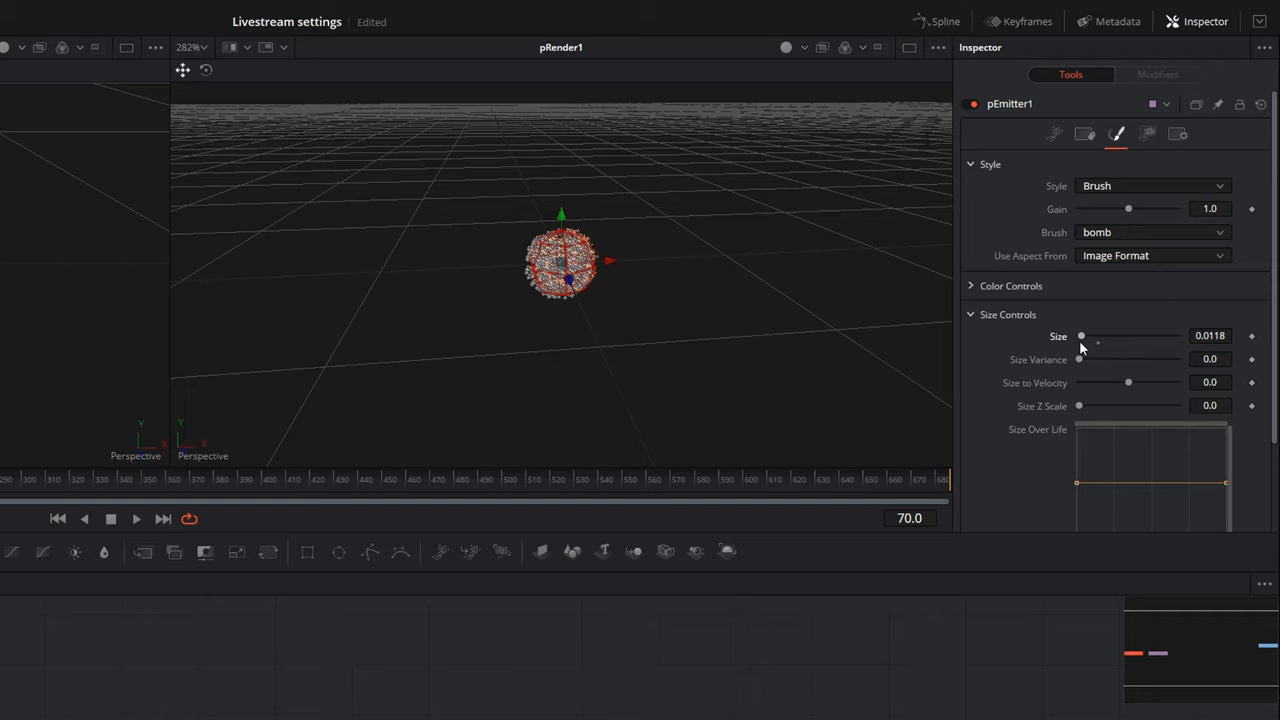 Livestream settings Edited
Spline Keyframes Metadata Inspector
282% pRender1 Inspector
Tools Modifiers
pEmitter1
Style
Style Brush
Gain 1.0
Brush bomb
Use Aspect From Image Format
Color Controls
Size Controls
Size 0.0118
Size Variance 0.0
Size to Velocity 0.0
Size Z Scale 0.0
Size Over Life
Y Y
X X
Perspective Perspective
290 300 310 320 330 340 350 360 370 380 390 400 410 420 430 440 450 460 470 480 490 500 510 520 530 540 550 560 570 580 590 600 610 620 630 640 650 660 670 680
70.0